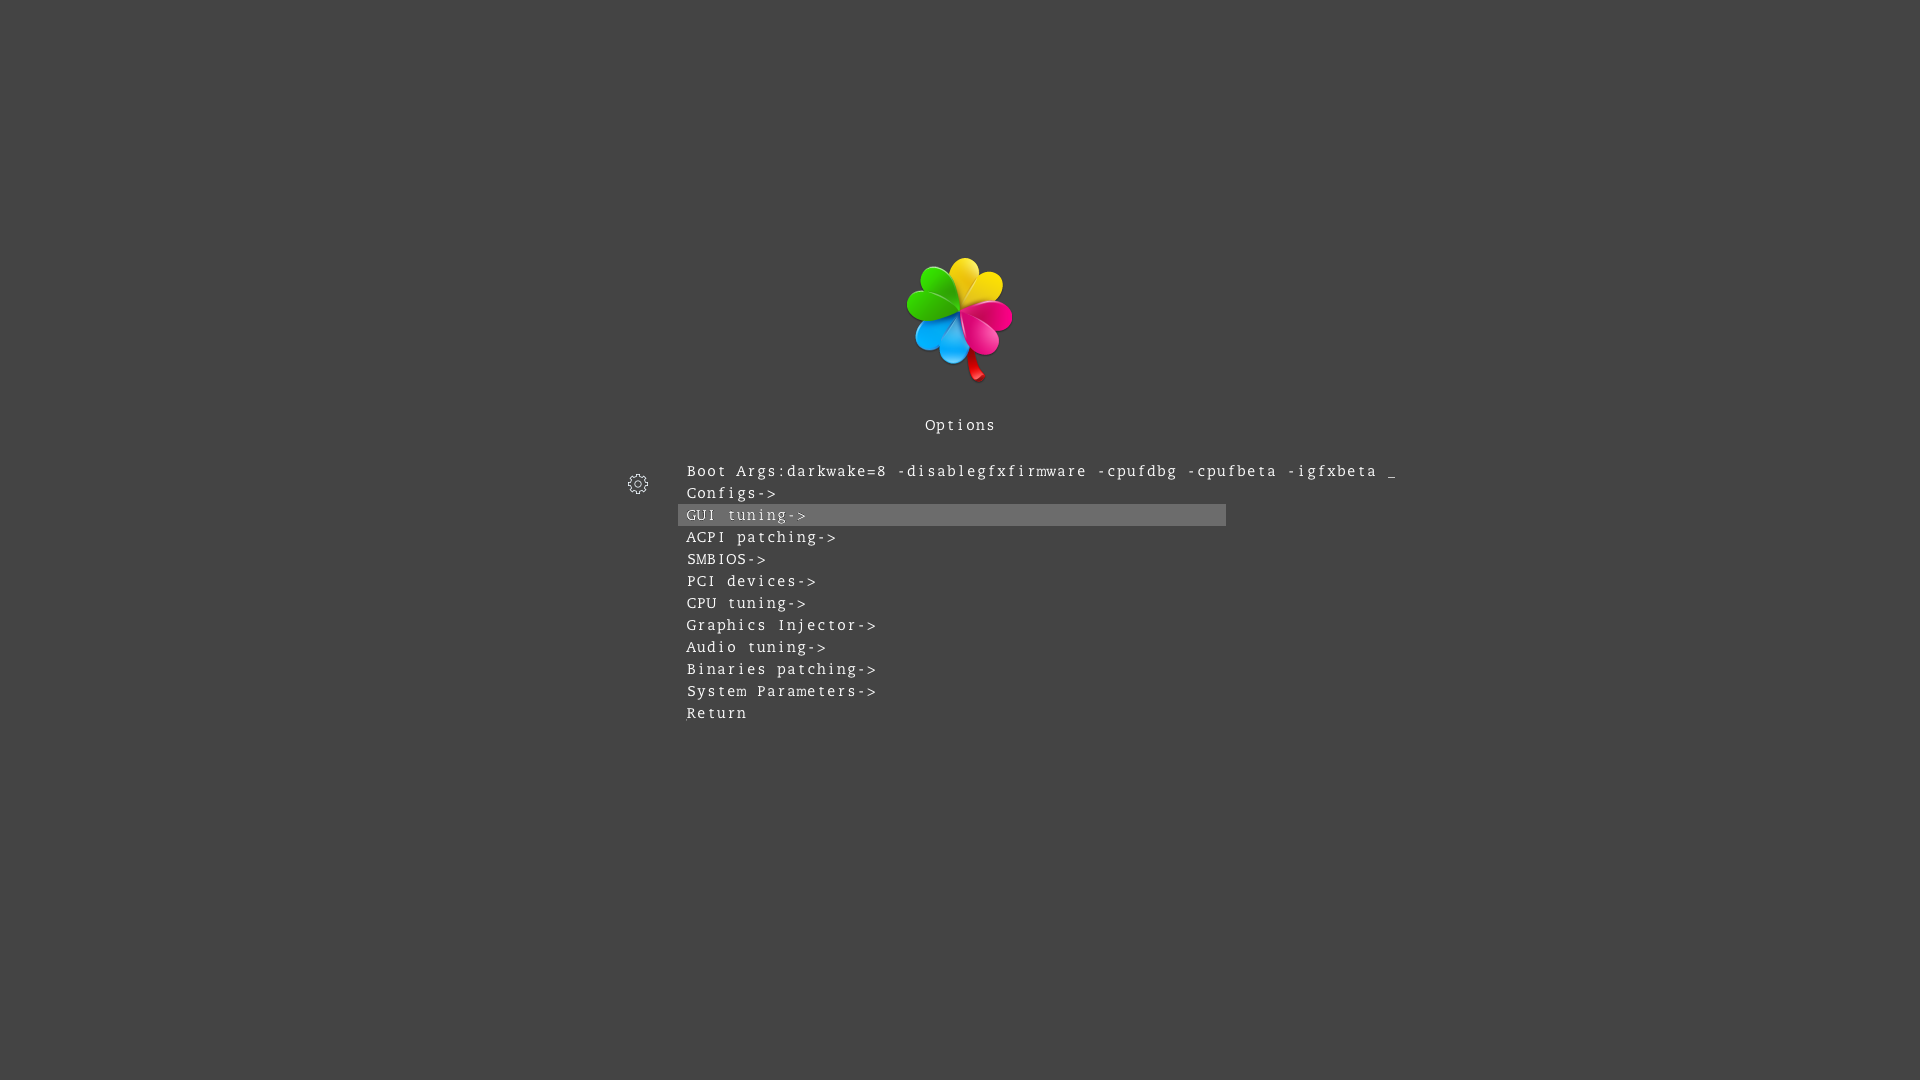 Options
Boot Args:darkwake=8 -disablegfxfirmware -cpufdbg -cpufbeta -igfxbeta _
Configs->
GUI tuning->
ACPI patching->
SMBIOS->
PCI devices->
CPU tuning->
Graphics Injector->
Audio tuning->
Binaries patching->
System Parameters->
Return